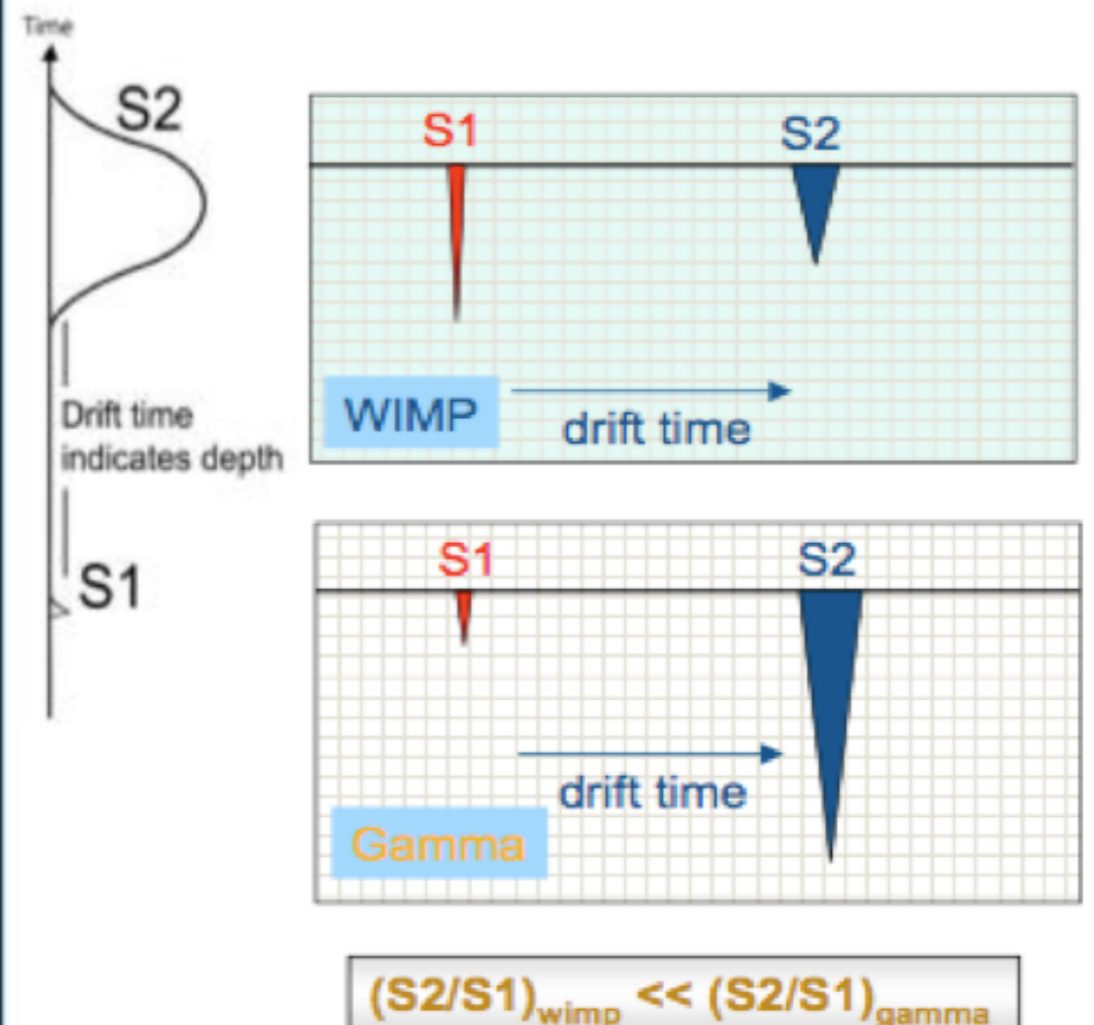 Time
S2
Drift time
indicates depth
S1
S1 S2
WIMP
drift time
S1 S2
drift time
Gamma
(S2/S1)wimp << (S2/S1)gamma